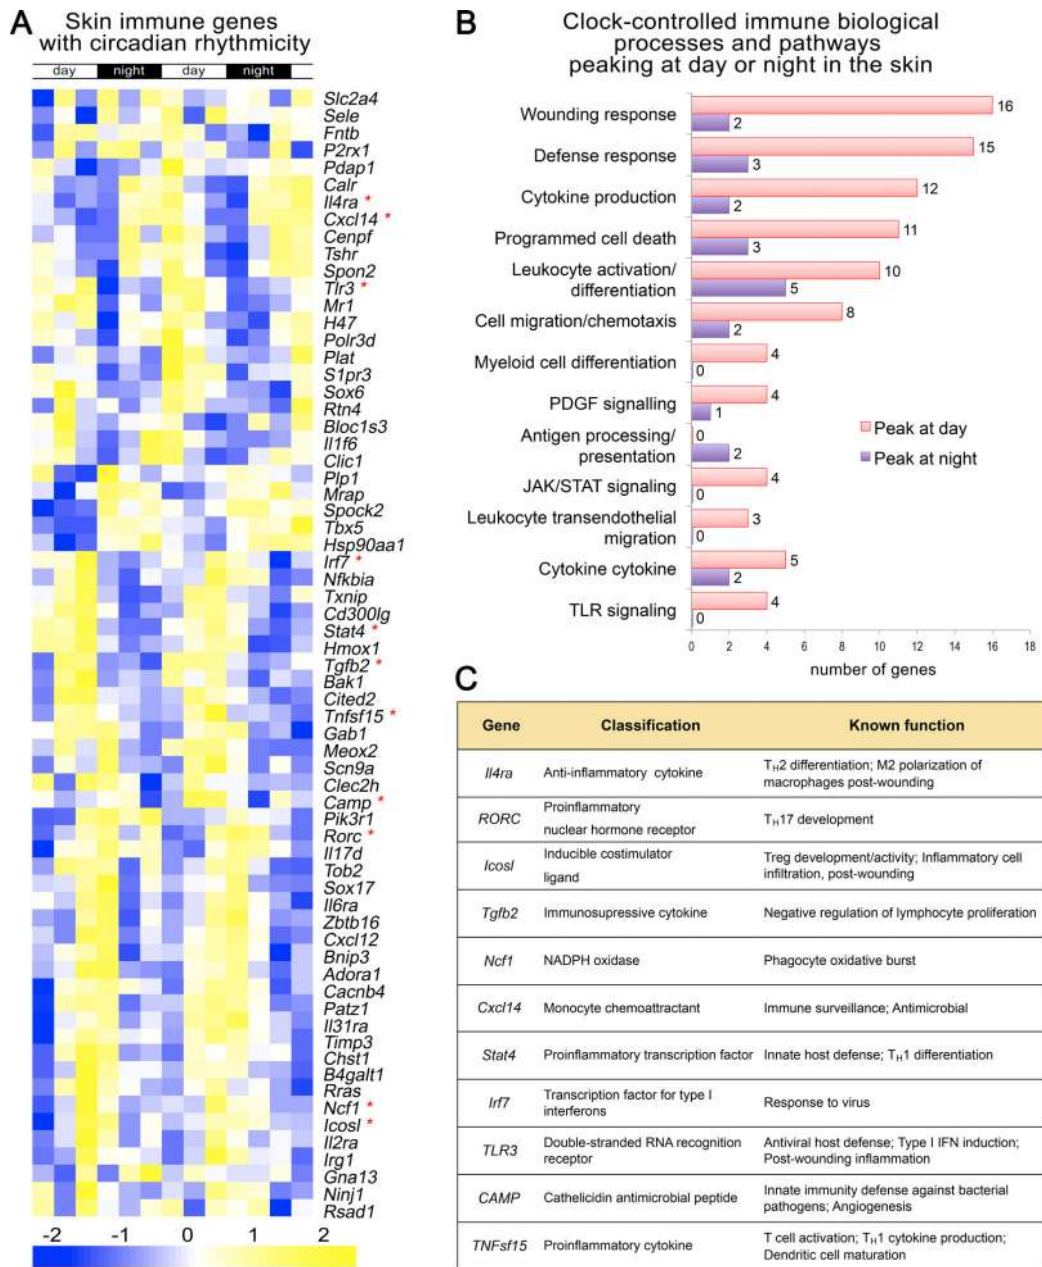 A
Skin immune genes
with circadian rhythmicity
day night day night
Slc2a4
Sele
Fntb
P2rx1
Pdap1
Calr
Il4ra *
Cxcl14 *
Cenpf
Tshr
Spon2
Tlr3 *
Mr1
H47
Polr3d
Plat
S1pr3
Sox6
Rtn4
Bloc1s3
Il1f6
Clic1
Plp1
Mrap
Spock2
Tbx5
Hsp90aa1
Irf7 *
Nfkbia
Txnip
Cd300lg
Stat4 *
Hmox1
Tgfb2 *
Bak1
Cited2
Tnfsf15 *
Gab1
Meox2
Scn9a
Clec2h
Camp *
Pik3r1
Rorc *
Il17d
Tob2
Sox17
Il6ra
Zbtb16
Cxcl12
Bnip3
Adora1
Cacnb4
Patz1
Il31ra
Timp3
Chst1
B4galt1
Rras
Ncf1 *
Icosl *
Il2ra
Irg1
Gna13
Ninj1
Rsad1
-2 -1 0 1 2
B
Clock-controlled immune biological
processes and pathways
peaking at day or night in the skin
Wounding response 16 2
Defense response 15 3
Cytokine production 12 2
Programmed cell death 11 3
Leukocyte activation/
differentiation 10 5
Cell migration/chemotaxis 8 2
Myeloid cell differentiation 4 0
PDGF signalling 4 1
Antigen processing/
presentation 0 2
JAK/STAT signaling 4 0
Leukocyte transendothelial
migration 3 0
Cytokine cytokine 5 2
TLR signaling 4 0
Peak at day
Peak at night
0 2 4 6 8 10 12 14 16 18
number of genes
C
Gene Classification Known function
Il4ra Anti-inflammatory cytokine TH2 differentiation; M2 polarization of
macrophages post-wounding
RORC Proinflammatory
nuclear hormone receptor TH17 development
Icosl Inducible costimulator
ligand Treg development/activity; Inflammatory cell
infiltration, post-wounding
Tgfb2 Immunosupressive cytokine Negative regulation of lymphocyte proliferation
Ncf1 NADPH oxidase Phagocyte oxidative burst
Cxcl14 Monocyte chemoattractant Immune surveillance; Antimicrobial
Stat4 Proinflammatory transcription factor Innate host defense; TH1 differentiation
Irf7 Transcription factor for type I
interferons Response to virus
TLR3 Double-stranded RNA recognition
receptor Antiviral host defense; Type I IFN induction;
Post-wounding inflammation
CAMP Cathelicidin antimicrobial peptide Innate immunity defense against bacterial
pathogens; Angiogenesis
TNFsf15 Proinflammatory cytokine T cell activation; TH1 cytokine production;
Dendritic cell maturation